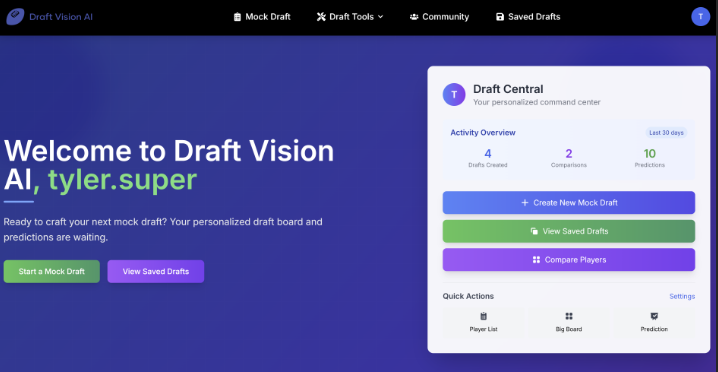 Draft Vision AI
Mock Draft
Draft Tools
Community
Saved Drafts
T
Welcome to Draft Vision
AI, tyler.super
Ready to craft your next mock draft? Your personalized draft board and
predictions are waiting.
Start a Mock Draft
View Saved Drafts
T
Draft Central
Your personalized command center
Activity Overview
Last 30 days
4
2
10
Drafts Created
Comparisons
Predictions
Create New Mock Draft
View Saved Drafts
Compare Players
Quick Actions
Settings
Player List
Big Board
Prediction